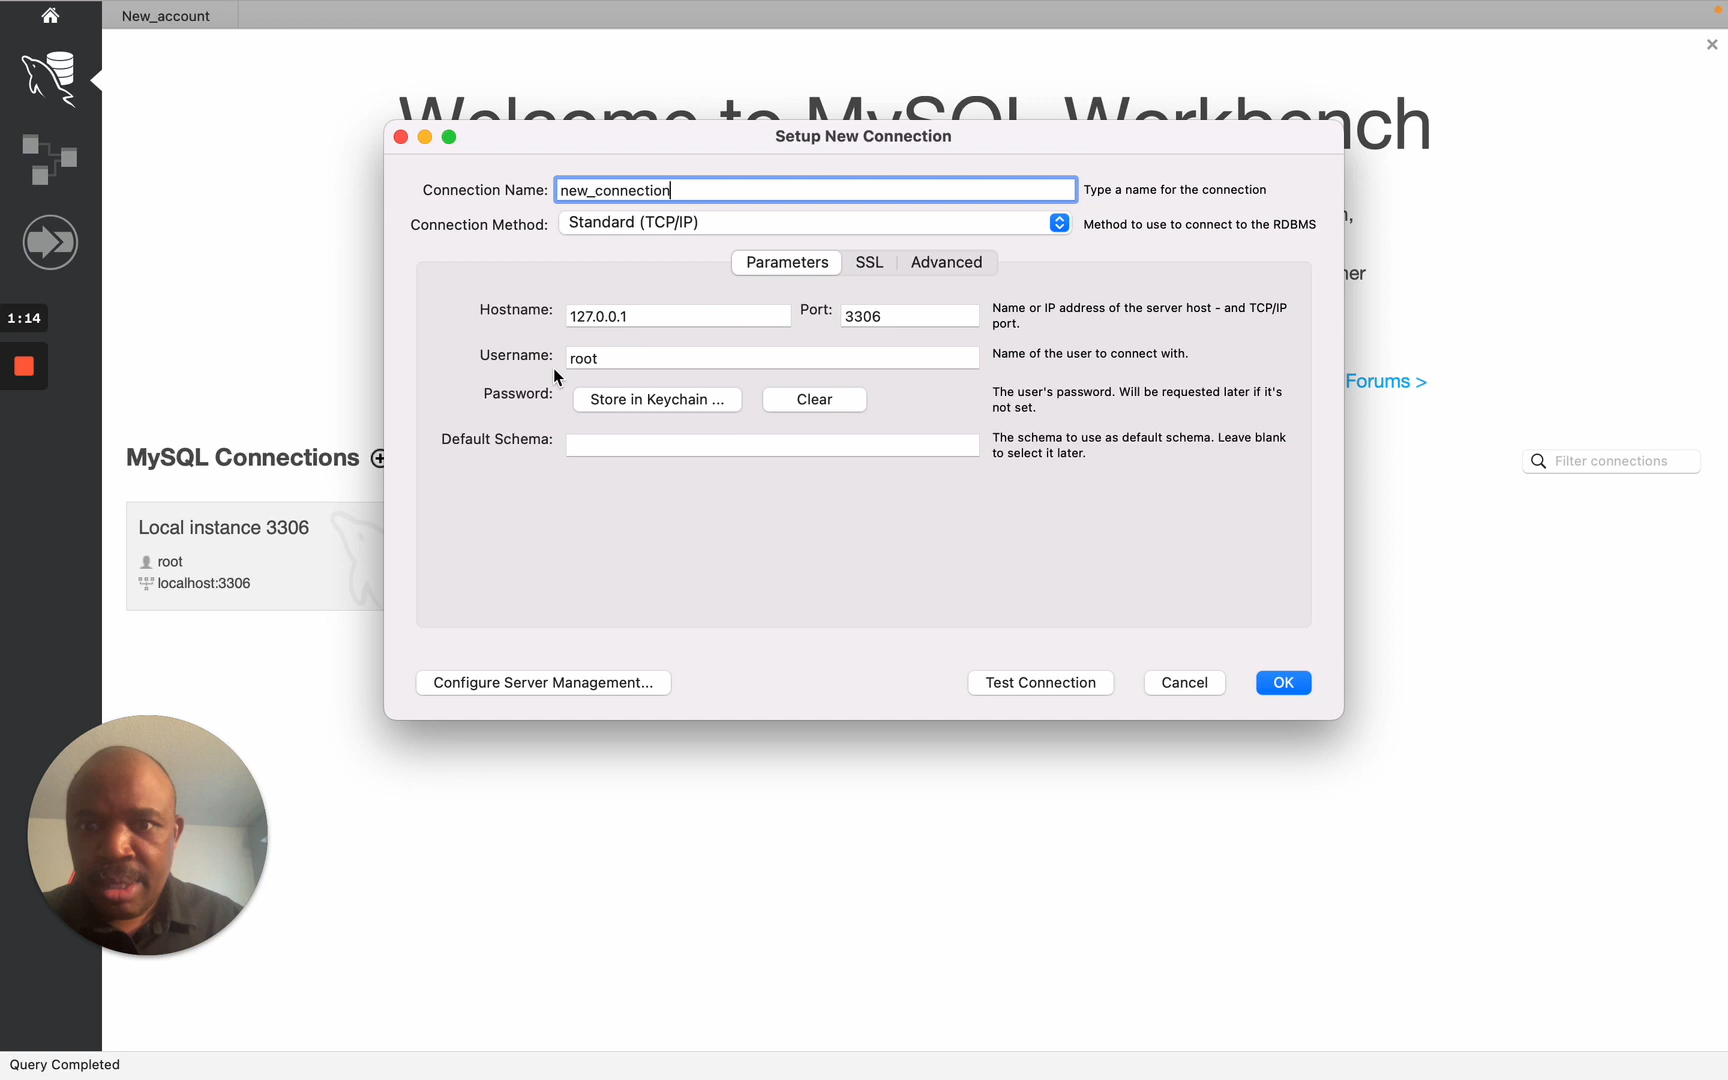 New_account
Welcome to MySQL Workbench
Setup New Connection
Connection Name: new_connection Type a name for the connection
Connection Method: Standard (TCP/IP) Method to use to connect to the RDBMS
Parameters SSL Advanced
Hostname: 127.0.0.1 Port: 3306 Name or IP address of the server host - and TCP/IP
port.
Username: root Name of the user to connect with.
Password: Store in Keychain ... Clear The user's password. Will be requested later if it's
not set.
Default Schema: The schema to use as default schema. Leave blank
to select it later.
Configure Server Management... Test Connection Cancel OK
1:14
Forums >
MySQL Connections
Filter connections
Local instance 3306
root
localhost:3306
Query Completed